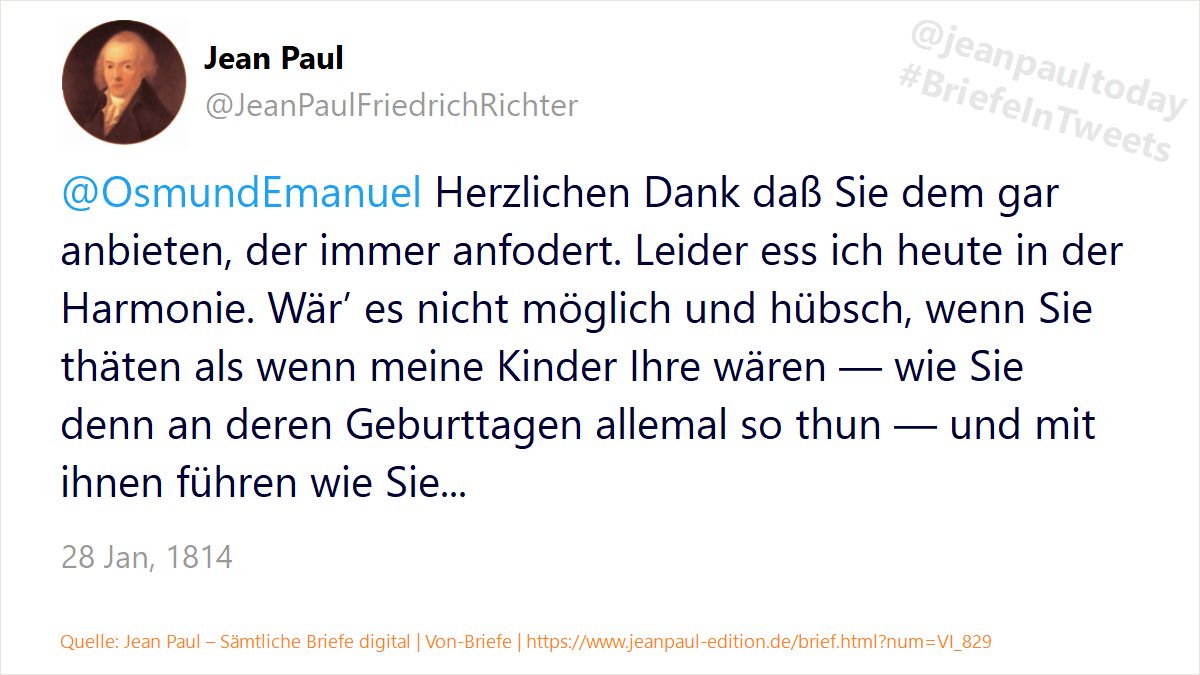 @jeanpaultoday
#BriefeInTweets
Jean Paul
@JeanPaulFriedrichRichter
@OsmundEmanuel Herzlichen Dank daß Sie dem gar
anbieten, der immer anfodert. Leider ess ich heute in der
Harmonie. Wär’ es nicht möglich und hübsch, wenn Sie
thäten als wenn meine Kinder Ihre wären — wie Sie
denn an deren Geburttagen allemal so thun — und mit
ihnen führen wie Sie...
28 Jan, 1814
Quelle: Jean Paul – Sämtliche Briefe digital | Von-Briefe | https://www.jeanpaul-edition.de/brief.html?num=VI_829